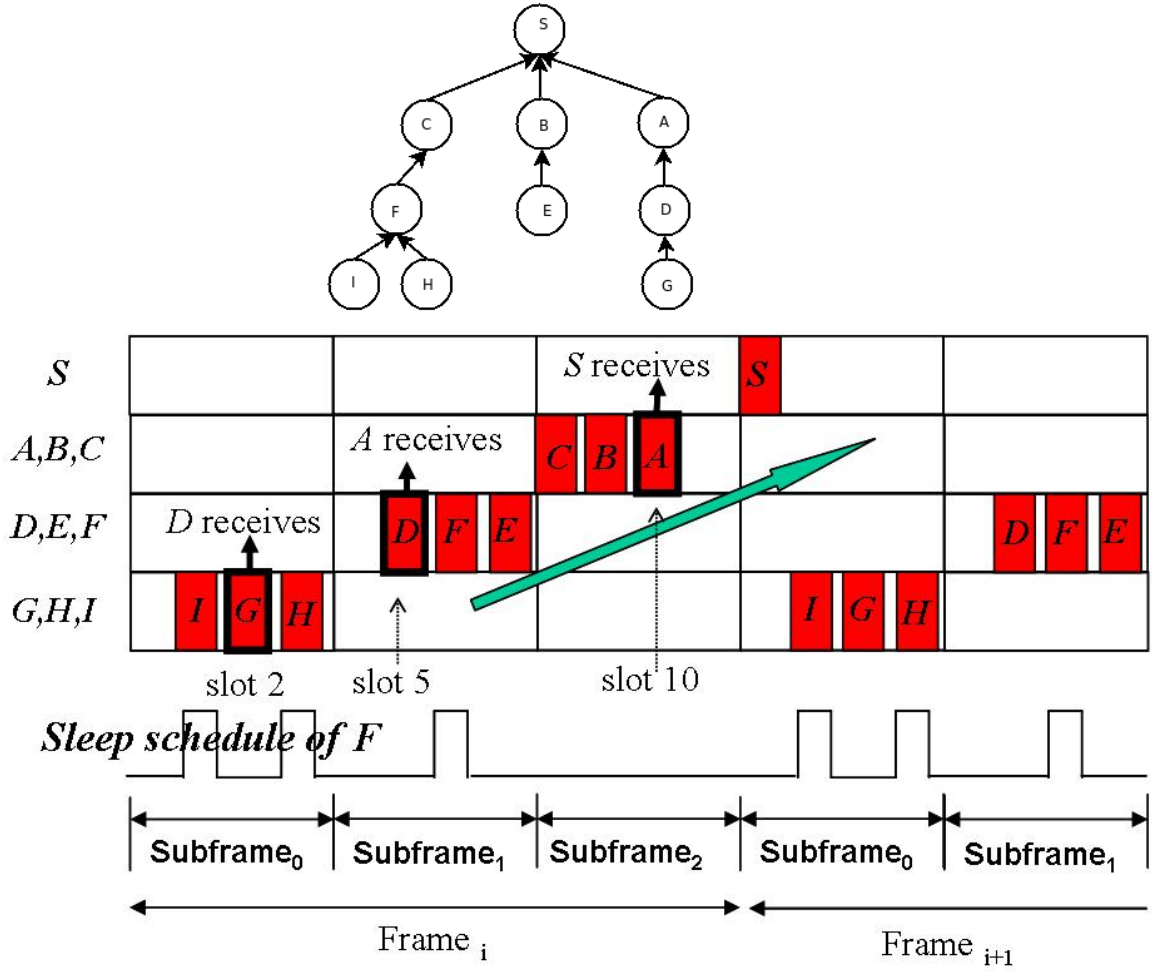 S
C B A
F E D
I H G
S S receives S
A,B,C A receives C B A
D,E,F D receives D F E D F E
G,H,I I G H I G H
slot 2 slot 5 slot 10
Sleep schedule of F
Subframe0 Subframe1 Subframe2 Subframe0 Subframe1
Frame i Frame i+1